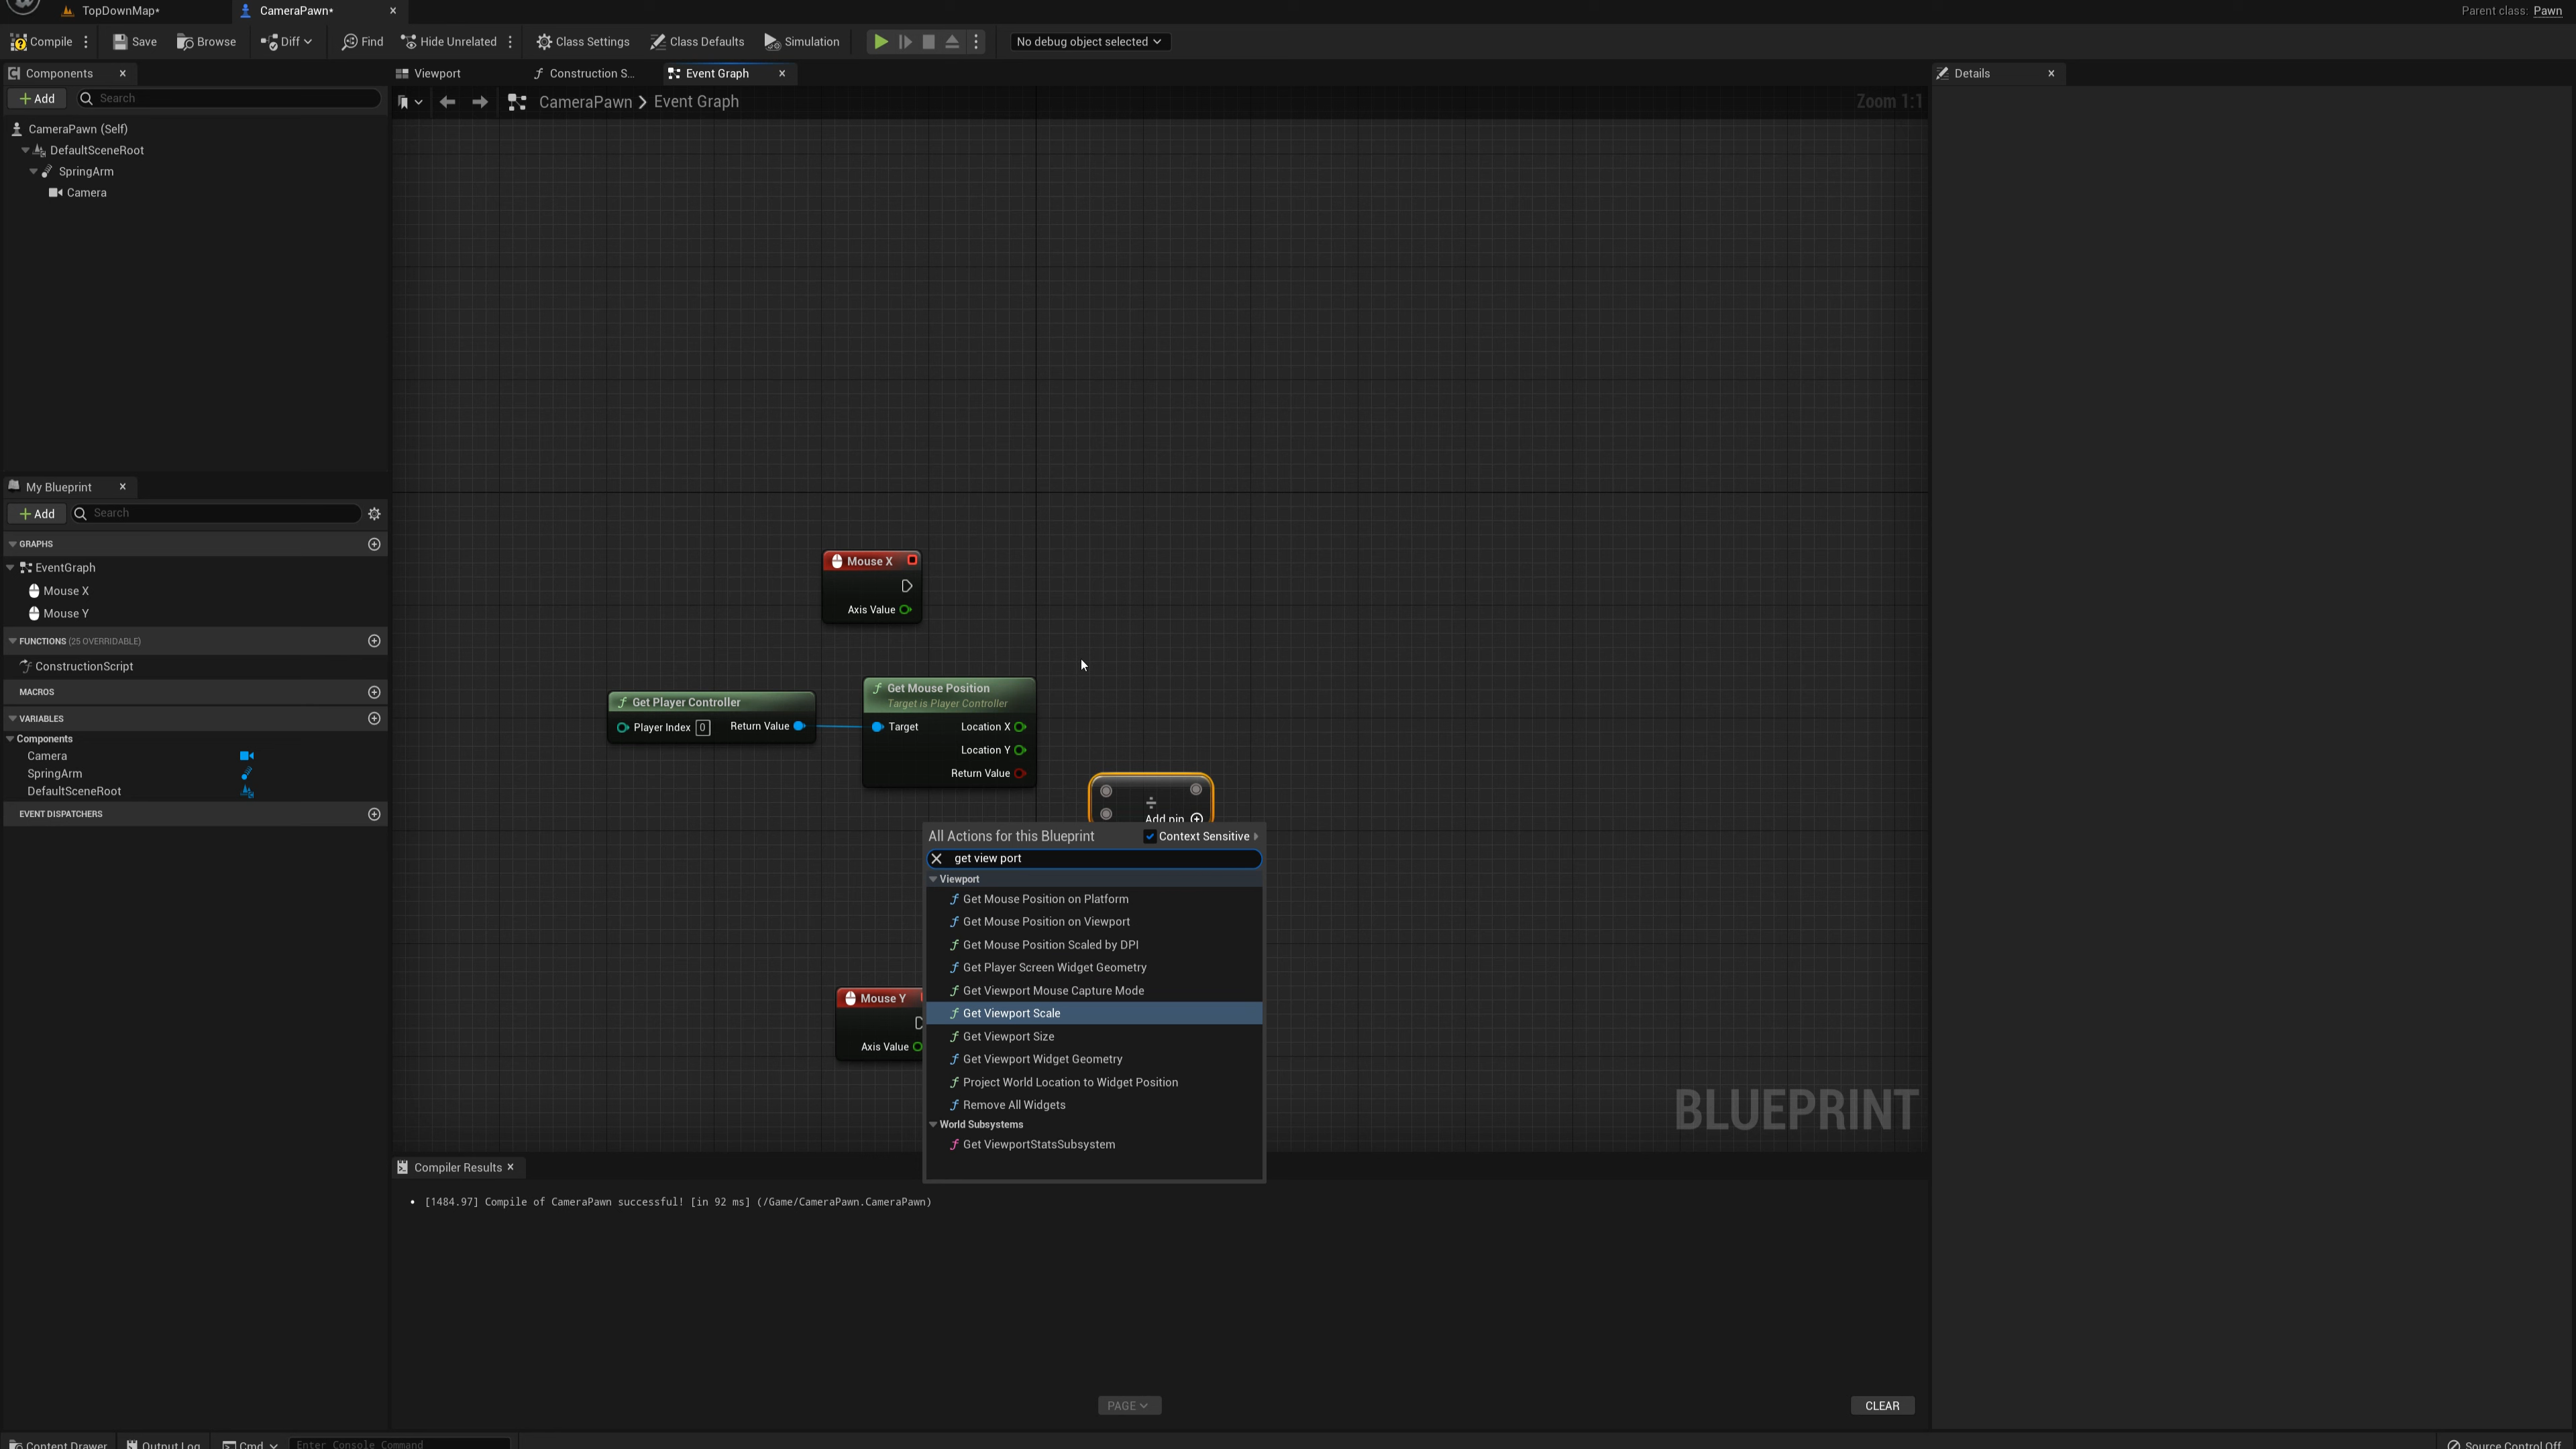 TopDownMap*
CameraPawn*
Parent class: Pawn
Compile
Save
Browse
Diff
Find
Hide Unrelated
Class Settings
Class Defaults
Simulation
No debug object selected
Components
Viewport
Construction S...
Event Graph
Details
Add
Search
CameraPawn > Event Graph
Zoom 1:1
CameraPawn (Self)
DefaultSceneRoot
SpringArm
Camera
My Blueprint
Add
Search
GRAPHS
EventGraph
Mouse X
Mouse Y
FUNCTIONS (25 OVERRIDABLE)
ConstructionScript
MACROS
VARIABLES
Components
Camera
SpringArm
DefaultSceneRoot
EVENT DISPATCHERS
Mouse X
Axis Value
Get Player Controller
Player Index 0
Return Value
Get Mouse Position
Target is Player Controller
Target
Location X
Location Y
Return Value
÷
Add pin
Mouse Y
Axis Value
All Actions for this Blueprint
Context Sensitive
get view port
Viewport
Get Mouse Position on Platform
Get Mouse Position on Viewport
Get Mouse Position Scaled by DPI
Get Player Screen Widget Geometry
Get Viewport Mouse Capture Mode
Get Viewport Scale
Get Viewport Size
Get Viewport Widget Geometry
Project World Location to Widget Position
Remove All Widgets
World Subsystems
Get ViewportStatsSubsystem
BLUEPRINT
Compiler Results
• [1484.97] Compile of CameraPawn successful! [in 92 ms] (/Game/CameraPawn.CameraPawn)
PAGE
CLEAR
Content Drawer
Output Log
Cmd
Enter Console Command
Source Control Off